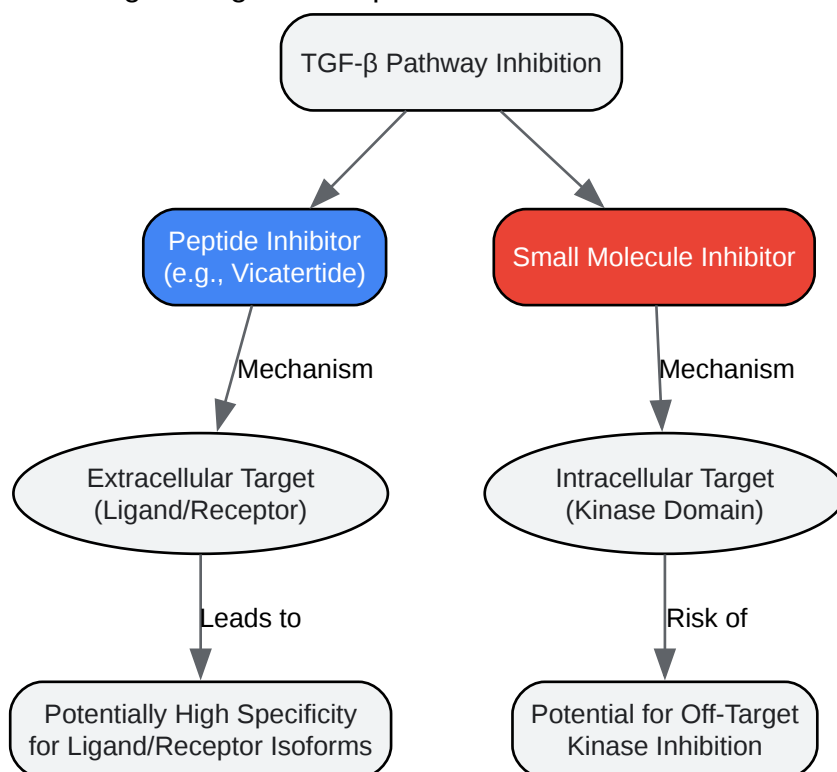 TGF-β Pathway Inhibition
Peptide Inhibitor
(e.g., Vicatertide)
Small Molecule Inhibitor
Mechanism
Mechanism
Extracellular Target
(Ligand/Receptor)
Intracellular Target
(Kinase Domain)
Leads to
Risk of
Potentially High Specificity
for Ligand/Receptor Isoforms
Potential for Off-Target
Kinase Inhibition